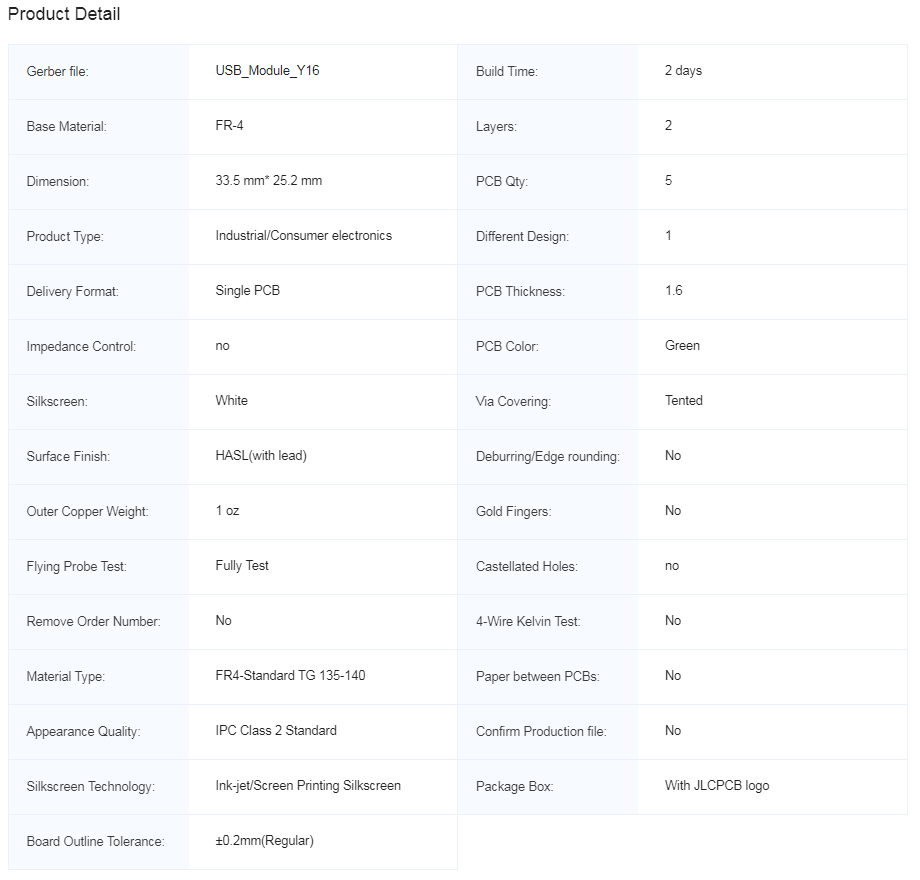 Product Detail
Gerber file: USB_Module_Y16 Build Time: 2 days
Base Material: FR-4 Layers: 2
Dimension: 33.5 mm* 25.2 mm PCB Qty: 5
Product Type: Industrial/Consumer electronics Different Design: 1
Delivery Format: Single PCB PCB Thickness: 1.6
Impedance Control: no PCB Color: Green
Silkscreen: White Via Covering: Tented
Surface Finish: HASL(with lead) Deburring/Edge rounding: No
Outer Copper Weight: 1 oz Gold Fingers: No
Flying Probe Test: Fully Test Castellated Holes: no
Remove Order Number: No 4-Wire Kelvin Test: No
Material Type: FR4-Standard TG 135-140 Paper between PCBs: No
Appearance Quality: IPC Class 2 Standard Confirm Production file: No
Silkscreen Technology: Ink-jet/Screen Printing Silkscreen Package Box: With JLCPCB logo
Board Outline Tolerance: ±0.2mm(Regular)